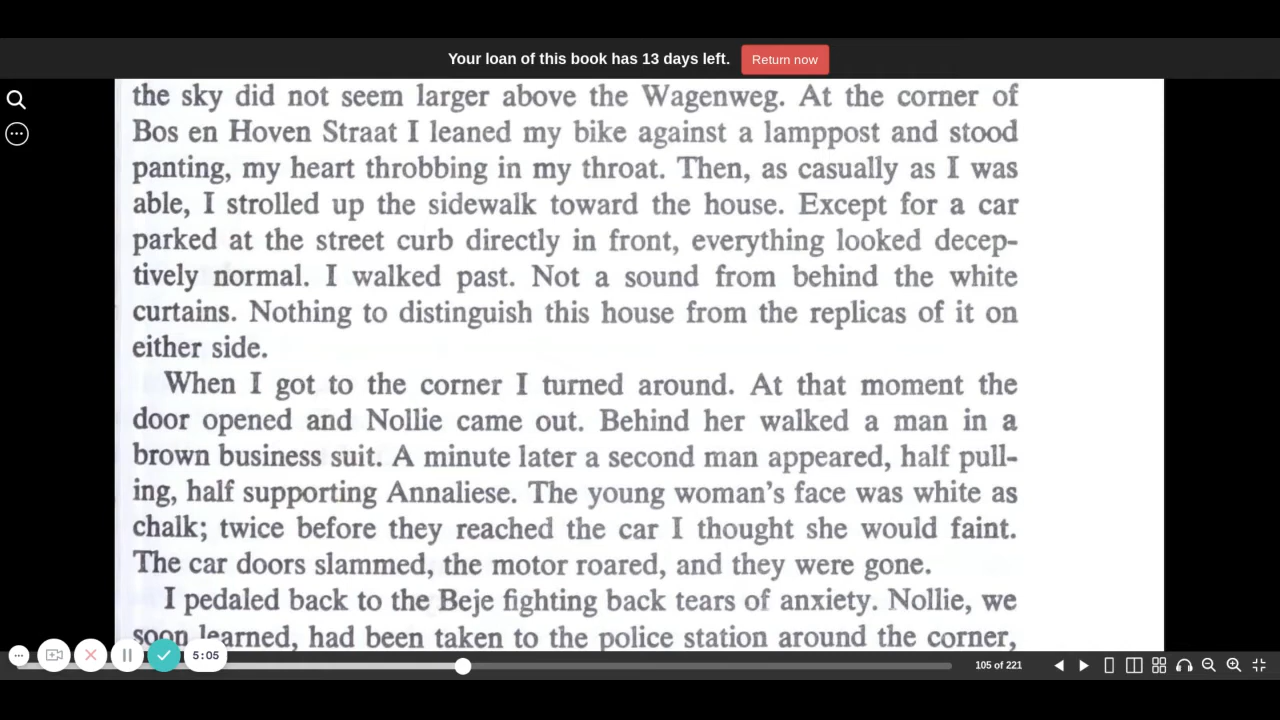 Your loan of this book has 13 days left.
Return now
the sky did not seem larger above the Wagenweg. At the corner of
Bos en Hoven Straat I leaned my bike against a lamppost and stood
panting, my heart throbbing in my throat. Then, as casually as I was
able, I strolled up the sidewalk toward the house. Except for a car
parked at the street curb directly in front, everything looked decep-
tively normal. I walked past. Not a sound from behind the white
curtains. Nothing to distinguish this house from the replicas of it on
either side.
When I got to the corner I turned around. At that moment the
door opened and Nollie came out. Behind her walked a man in a
brown business suit. A minute later a second man appeared, half pull-
ing, half supporting Annaliese. The young woman's face was white as
chalk; twice before they reached the car I thought she would faint.
The car doors slammed, the motor roared, and they were gone.
I pedaled back to the Beje fighting back tears of anxiety. Nollie, we
soon learned, had been taken to the police station around the corner,
5:05
105 of 221